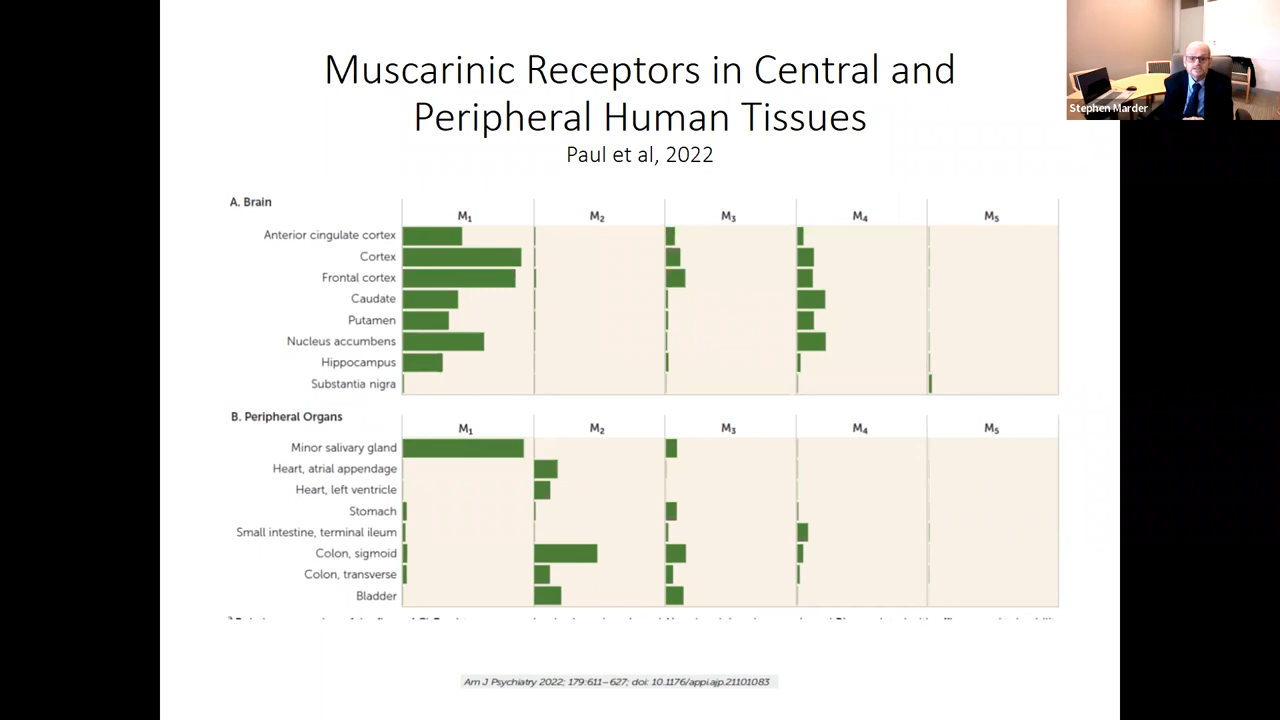 Muscarinic Receptors in Central and
Peripheral Human Tissues
Paul et al, 2022
Stephen Marder
A. Brain
M₁ M₂ M₃ M₄ M₅
Anterior cingulate cortex
Cortex
Frontal cortex
Caudate
Putamen
Nucleus accumbens
Hippocampus
Substantia nigra
B. Peripheral Organs
M₁ M₂ M₃ M₄ M₅
Minor salivary gland
Heart, atrial appendage
Heart, left ventricle
Stomach
Small intestine, terminal ileum
Colon, sigmoid
Colon, transverse
Bladder
Am J Psychiatry 2022; 179:611–627; doi: 10.1176/appi.ajp.21101083